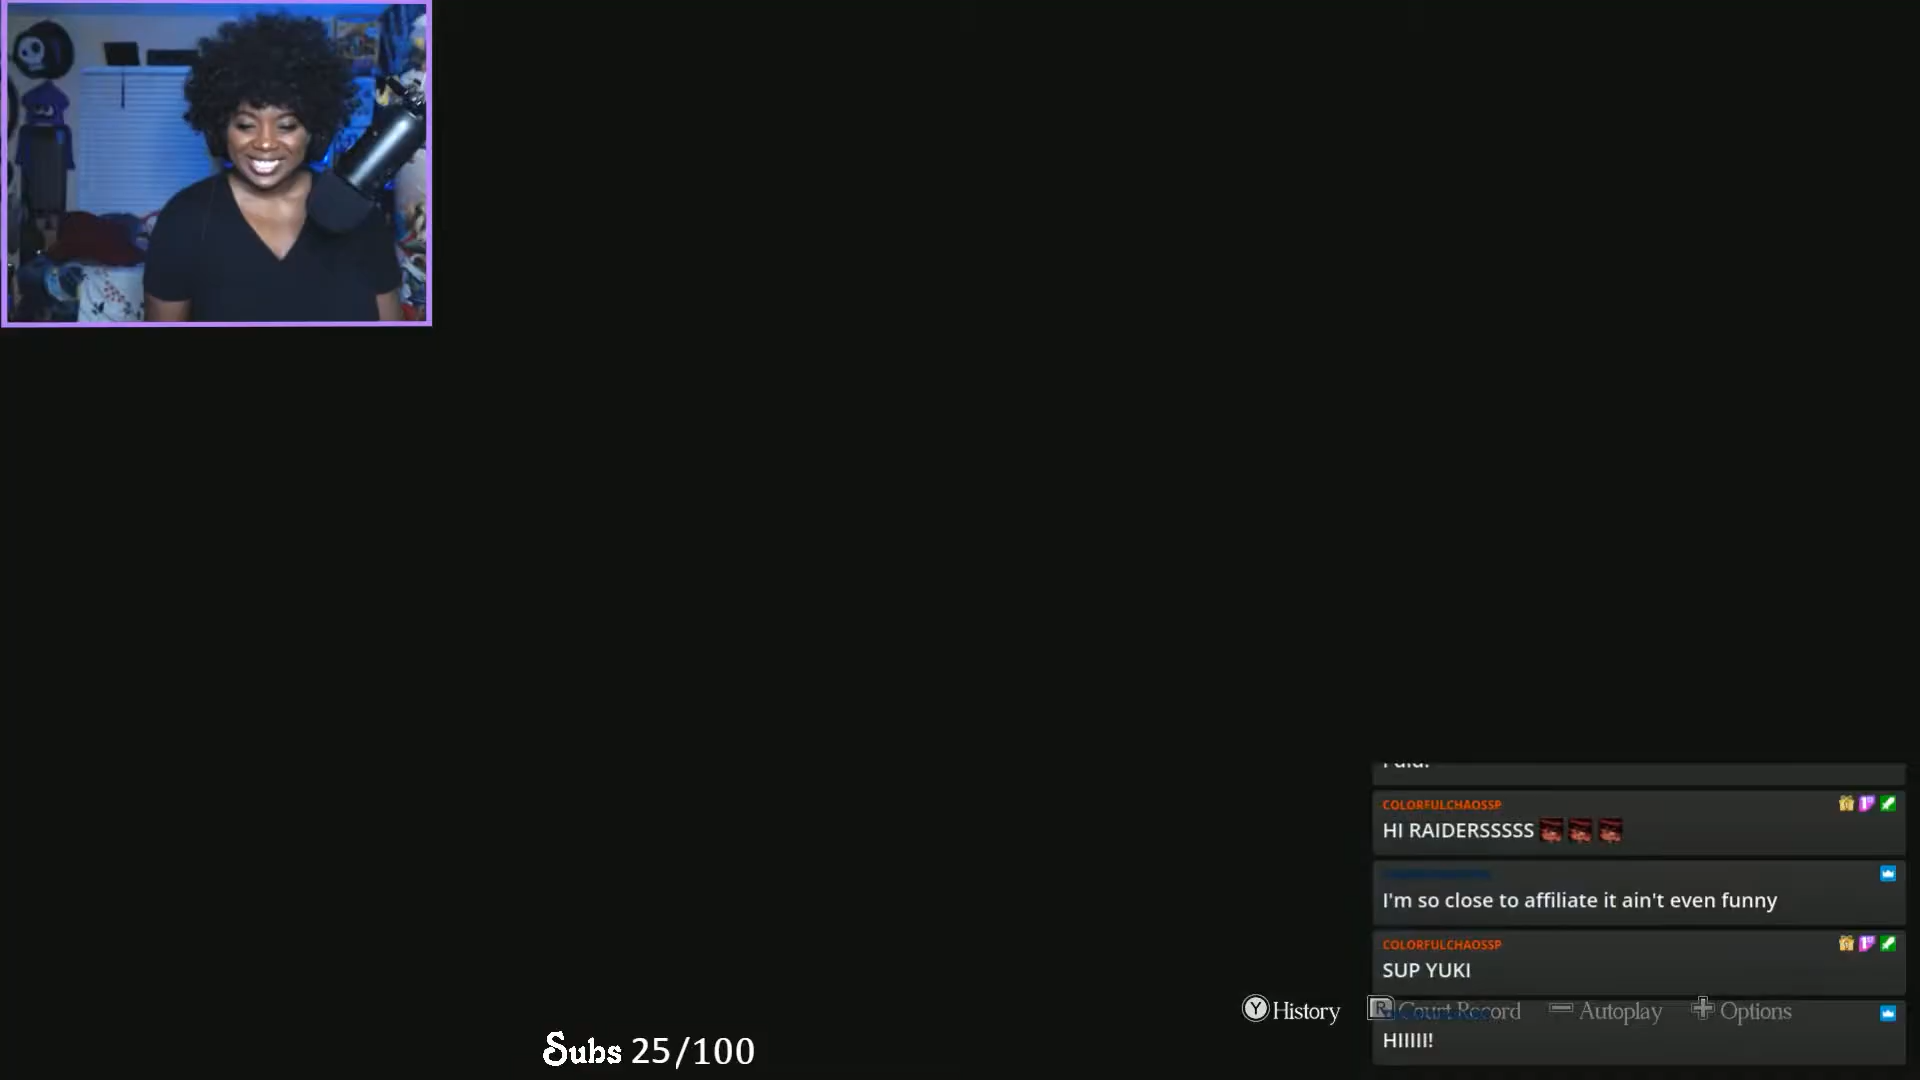 COLORFULCHAOSSP
HI RAIDERSSSSS
I'm so close to affiliate it ain't even funny
COLORFULCHAOSSP
SUP YUKI
Y History R Court Record Autoplay Options
HIIIII!
Subs 25/100